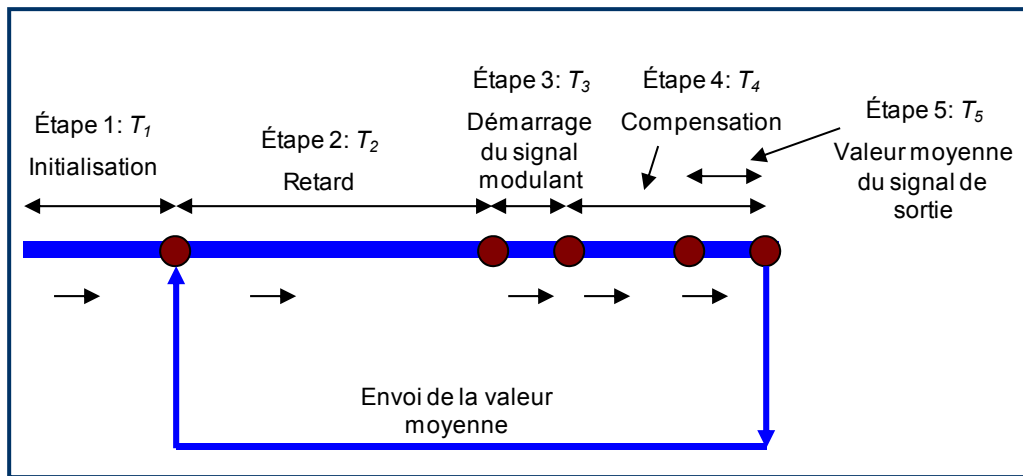 Étape 1: T1
Initialisation
Étape 2: T2
Retard
Étape 3: T3
Démarrage
du signal
modulant
Étape 4: T4
Compensation
Étape 5: T5
Valeur moyenne
du signal de
sortie
Envoi de la valeur
moyenne